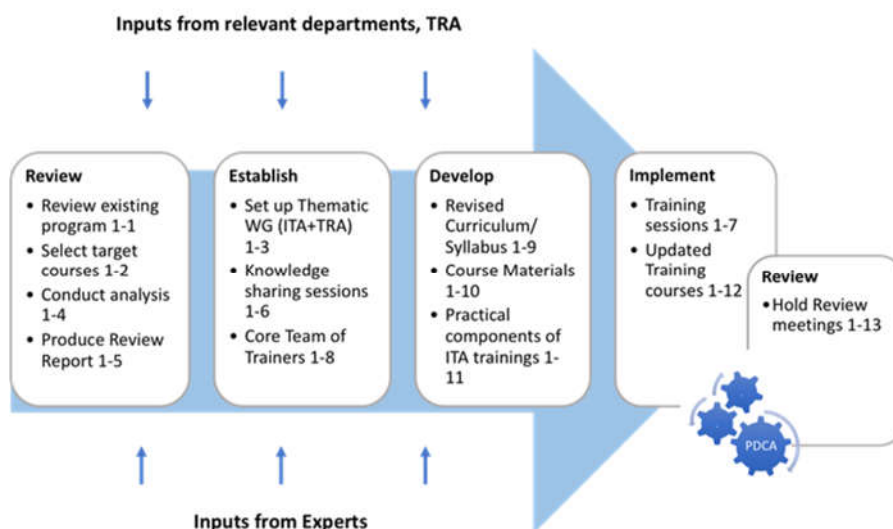 Inputs from relevant departments, TRA
Review
• Review existing
program 1-1
• Select target
courses 1-2
• Conduct analysis
1-4
• Produce Review
Report 1-5
Establish
• Set up Thematic
WG (ITA+TRA)
1-3
• Knowledge
sharing sessions
1-6
• Core Team of
Trainers 1-8
Develop
• Revised
Curriculum/
Syllabus 1-9
• Course Materials
1-10
• Practical
components of
ITA trainings 1-
11
Implement
• Training
sessions 1-7
• Updated
Training
courses 1-12
Review
• Hold Review
meetings 1-13
PDCA
Inputs from Experts